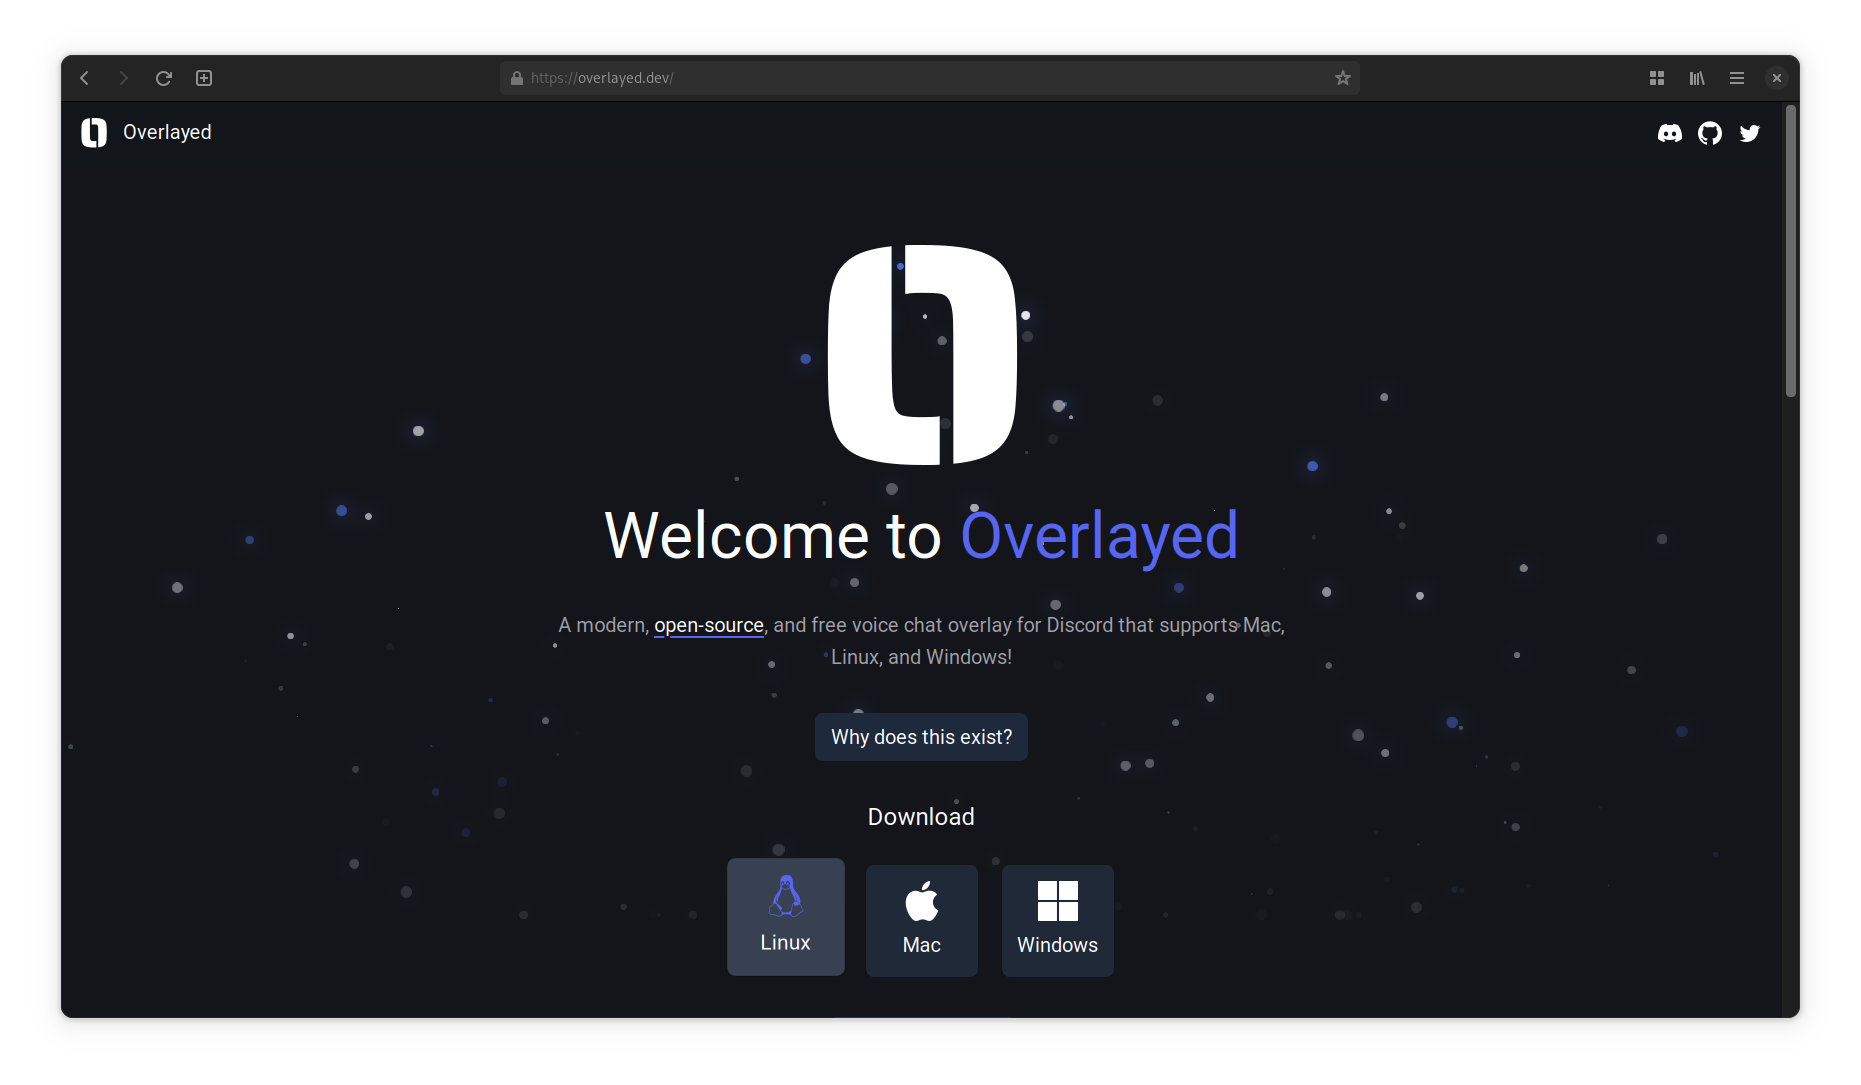 https://overlayed.dev/
Overlayed
Welcome to Overlayed
A modern, open-source, and free voice chat overlay for Discord that supports Mac,
Linux, and Windows!
Why does this exist?
Download
Linux
Mac
Windows